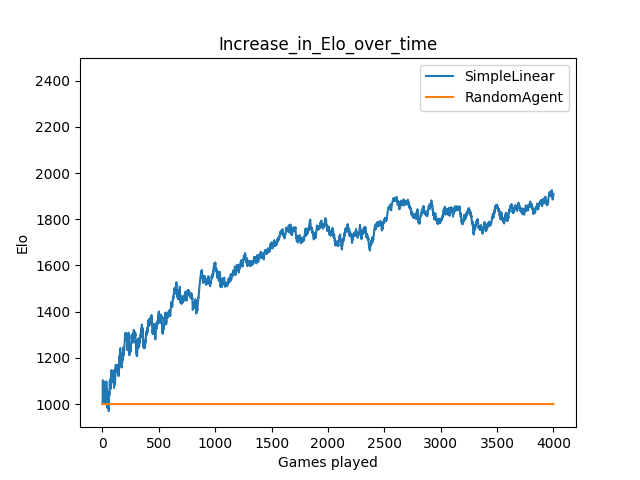 Increase_in_Elo_over_time
SimpleLinear
RandomAgent
2400
2200
2000
1800
1600
1400
1200
1000
Elo
0 500 1000 1500 2000 2500 3000 3500 4000
Games played